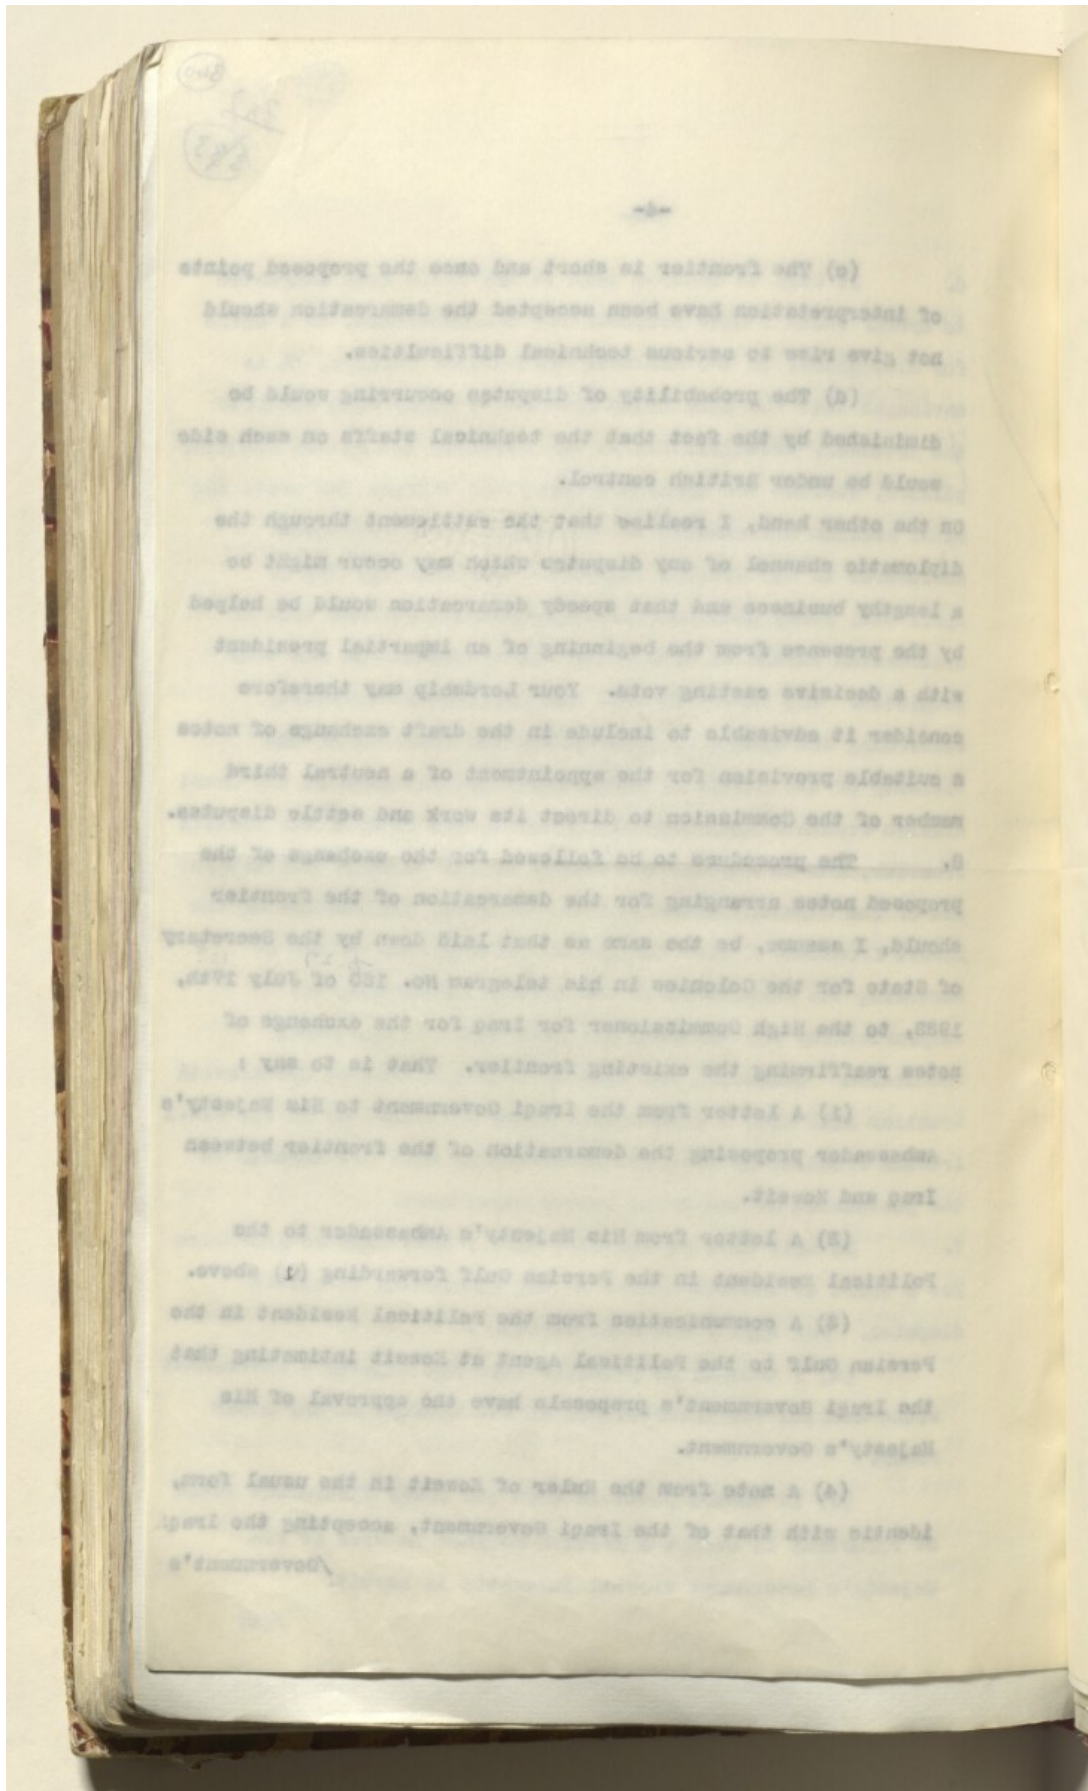 -4-
(c) The frontier is short and once the proposed points
of interpretation have been accepted the demarcation should
not give rise to serious technical difficulties.
(d) The probability of disputes occurring would be
diminished by the fact that the technical staffs on each side
would be under British control.
On the other hand, I realise that the settlement through the
diplomatic channel of any disputes which may occur might be
a lengthy business and that speedy demarcation would be helped
by the presence from the beginning of an impartial president
with a decisive casting vote. Your Lordship may therefore
consider it advisable to include in the draft exchange of notes
a suitable provision for the appointment of a neutral third
member of the Commission to direct its work and settle disputes.
8. The procedure to be followed for the exchange of the
proposed notes arranging for the demarcation of the frontier
should, I assume, be the same as that laid down by the Secretary
of State for the Colonies in his telegram No. of July 19th,
to the High Commissioner for Iraq for the exchange of
notes reaffirming the existing frontier. That is to say :
(1) A letter from the Iraqi Government to His Majesty's
Ambassador proposing the demarcation of the frontier between
Iraq and Koweit.
(2) A letter from His Majesty's Ambassador to the
Political Resident in the Persian Gulf forwarding (1) above.
(3) A communication from the Political Resident in the
Persian Gulf to the Political Agent at Koweit intimating that
the Iraqi Government's proposals have the approval of His
Majesty's Government.
(4) A note from the Ruler of Koweit in the usual form,
identic with that of the Iraqi Government, accepting the Iraqi
/Government's